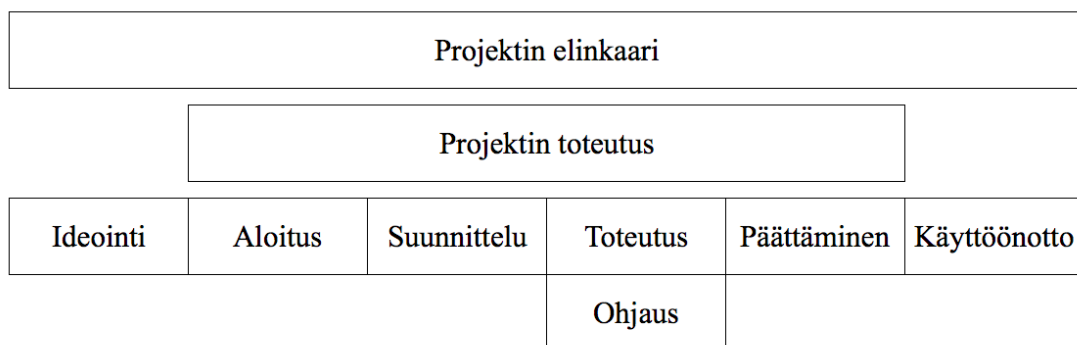 Projektin elinkaari
Projektin toteutus
Ideointi Aloitus Suunnittelu Toteutus Päättäminen Käyttöönotto
Ohjaus